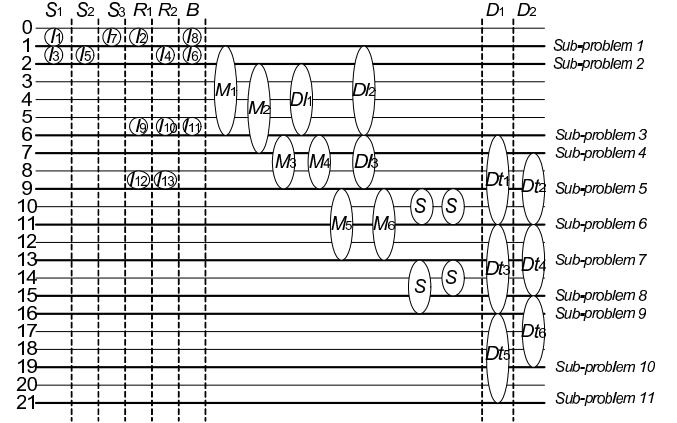 S1 S2 S3 R1 R2 B D1 D2
0 I1 I7 I2 I8
1 Sub-problem 1
I3 I5 I4 I6
2 Sub-problem 2
3
M1 M2 DI1 DI2
4
5
I9 I10 I11
6 Sub-problem 3
7 Sub-problem 4
M3 M4 DI3
8
I12 I13 Dt1 Dt2
9 Sub-problem 5
10 S S
11 M5 M6 Sub-problem 6
12
13 Dt3 Dt4 Sub-problem 7
14 S S
15 Sub-problem 8
16 Sub-problem 9
17 Dt6
18 Dt5
19 Sub-problem 10
20
21 Sub-problem 11